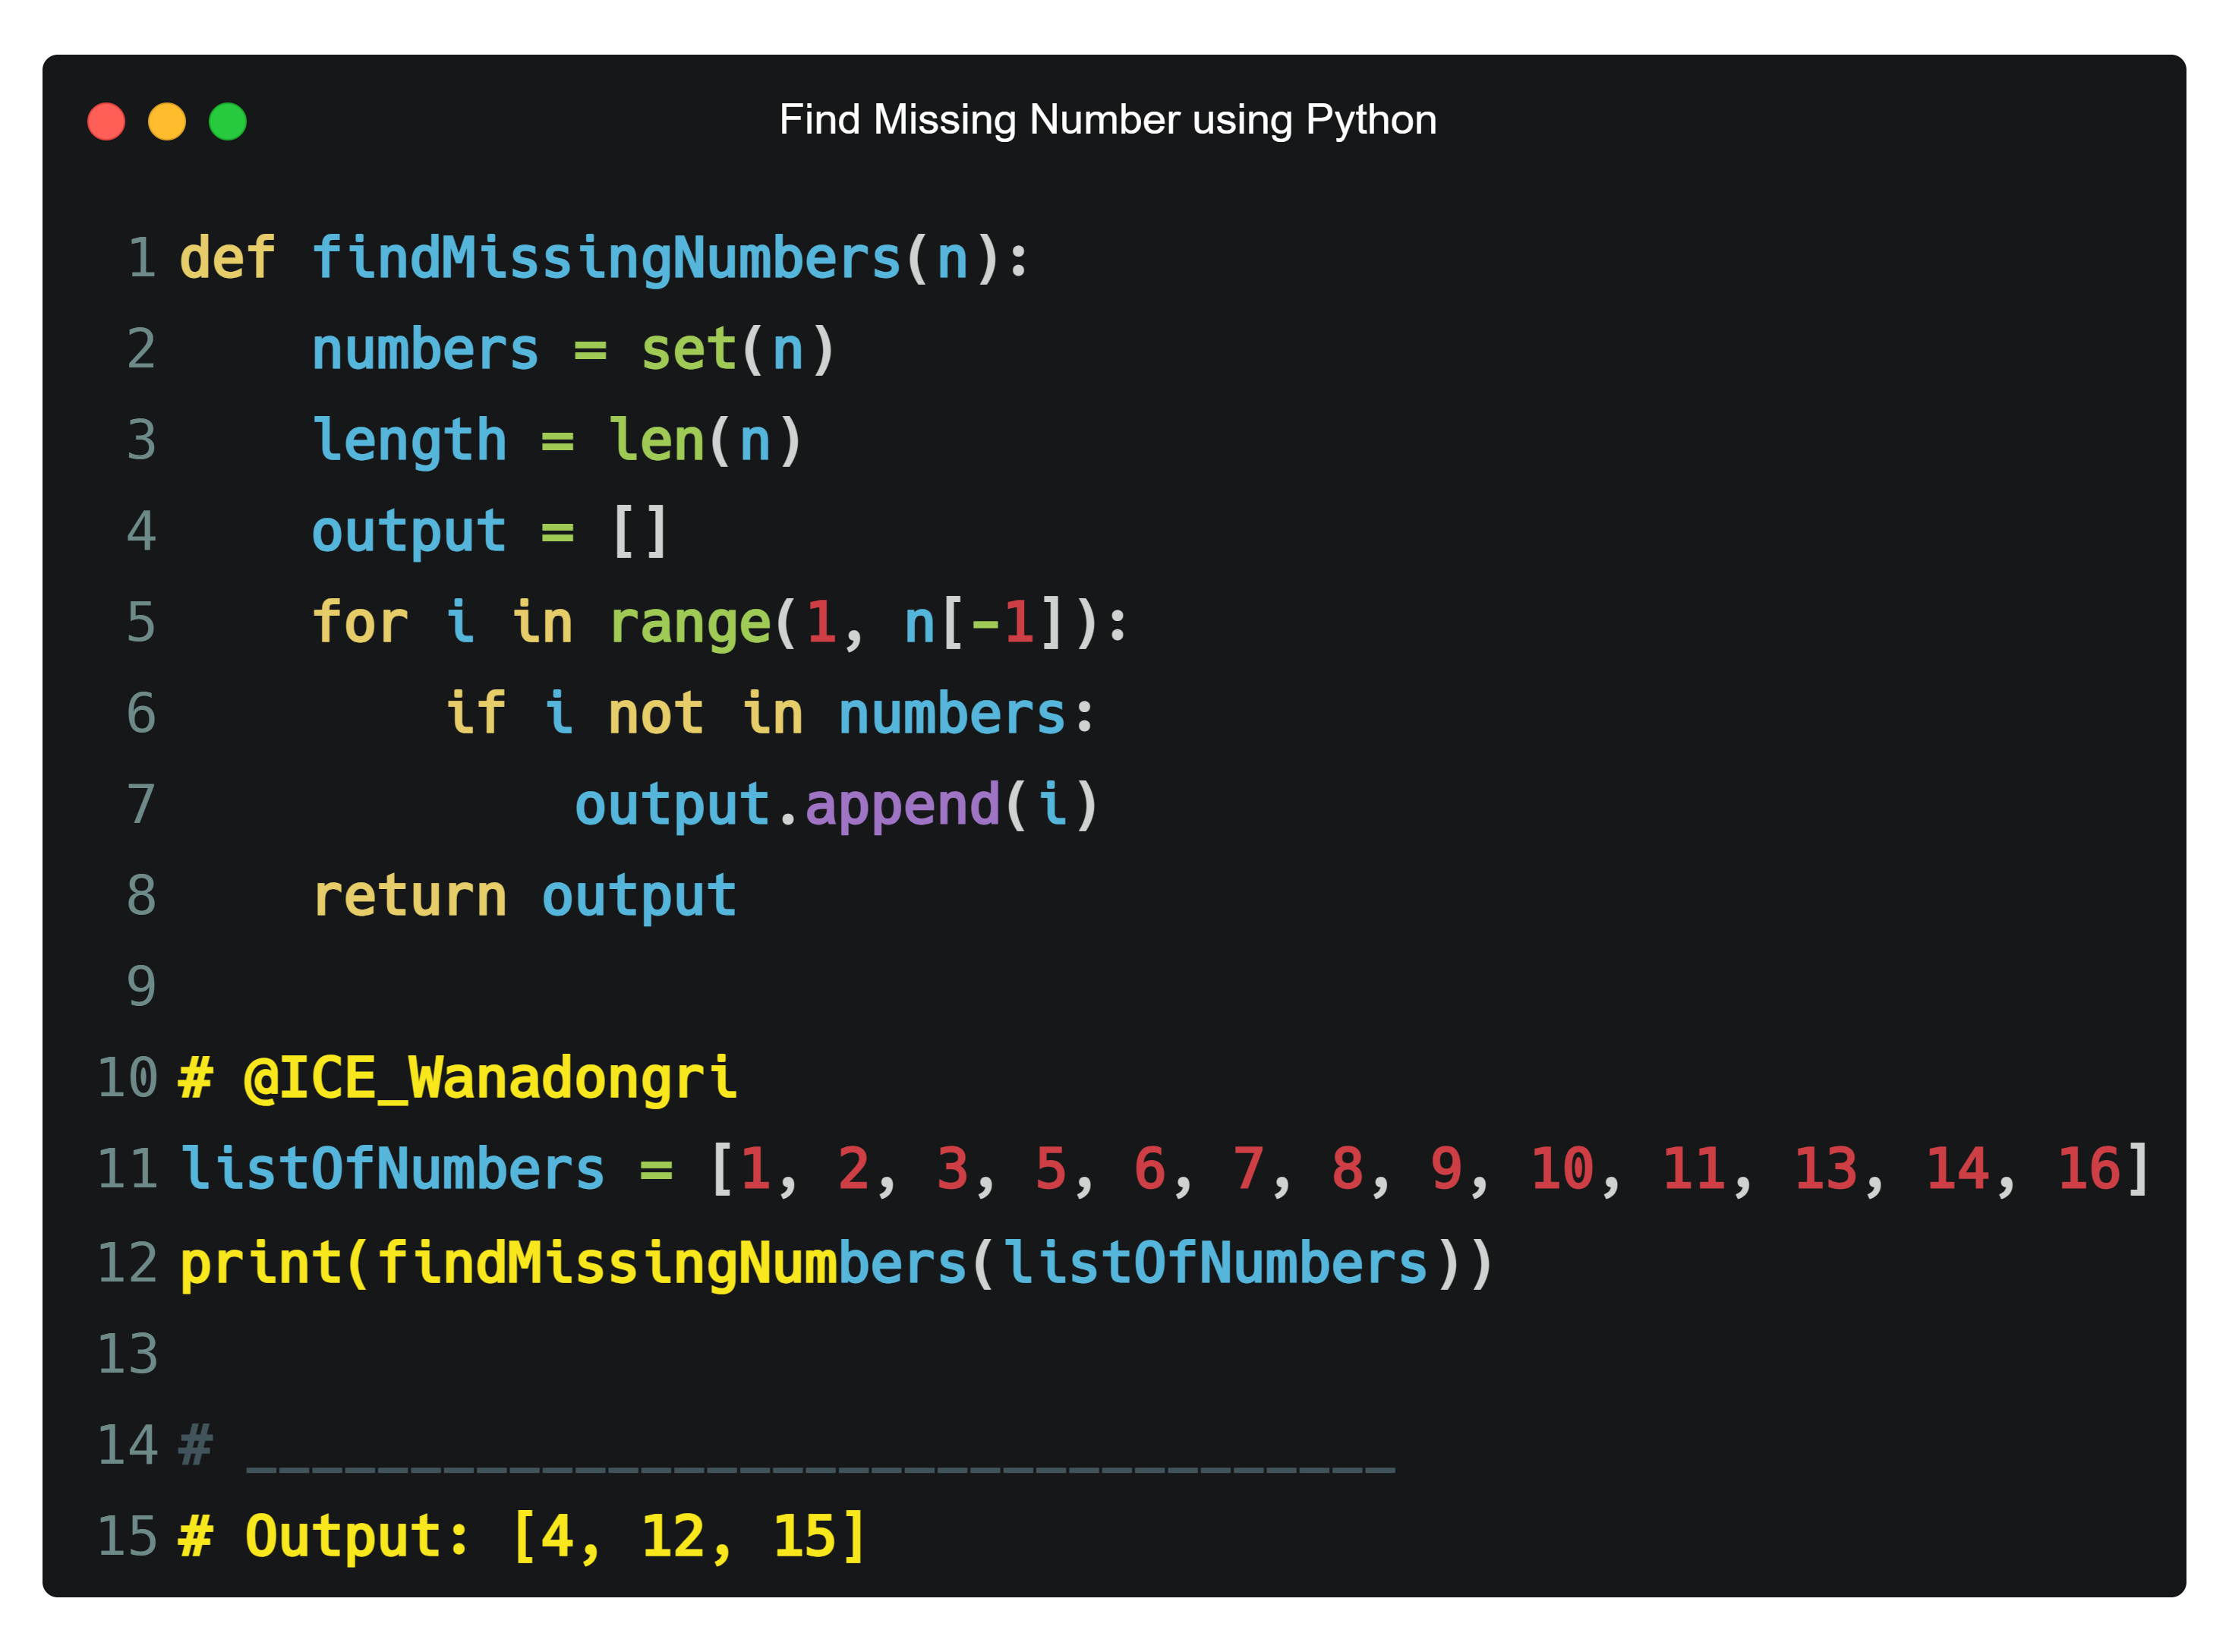 Find Missing Number using Python
1 def findMissingNumbers(n):
2     numbers = set(n)
3     length = len(n)
4     output = []
5     for i in range(1, n[-1]):
6         if i not in numbers:
7             output.append(i)
8     return output
9
10 # @ICE_Wanadongri
11 listOfNumbers = [1, 2, 3, 5, 6, 7, 8, 9, 10, 11, 13, 14, 16]
12 print(findMissingNumbers(listOfNumbers))
13
14 # ___________________________________
15 # Output: [4, 12, 15]